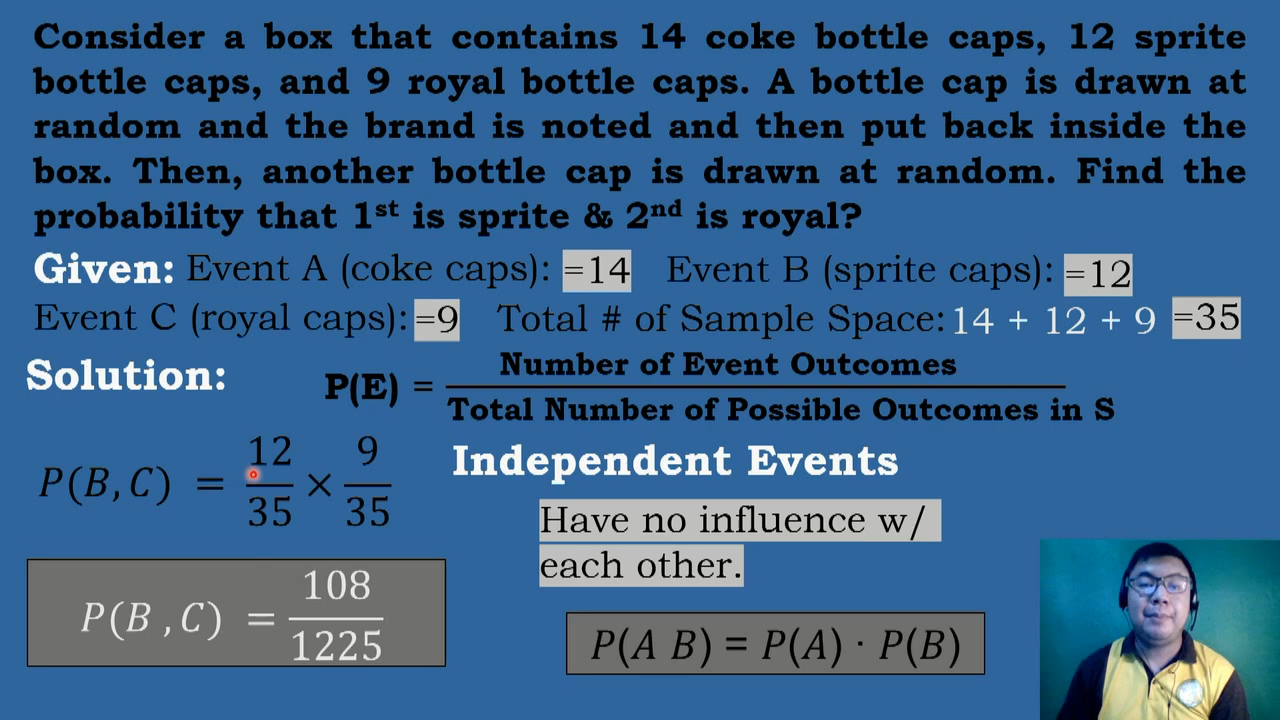 Consider a box that contains 14 coke bottle caps, 12 sprite
bottle caps, and 9 royal bottle caps. A bottle cap is drawn at
random and the brand is noted and then put back inside the
box. Then, another bottle cap is drawn at random. Find the
probability that 1st is sprite & 2nd is royal?
Given: Event A (coke caps): =14 Event B (sprite caps): =12
Event C (royal caps): =9 Total # of Sample Space: 14 + 12 + 9 =35
Solution:
P(E) = Number of Event Outcomes
Total Number of Possible Outcomes in S
P(B,C) = 12/35 × 9/35
Independent Events
Have no influence w/
each other.
P(B ,C) = 108/1225
P(A B) = P(A) · P(B)